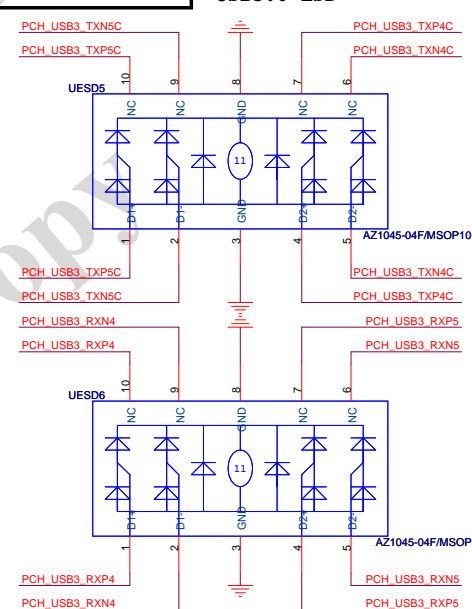 PCH_USB3_TXN5C PCH_USB3_TXP4C
PCH_USB3_TXP5C PCH_USB3_TXN4C
10 9 8 7 6
UESD5
NC NC GND NC NC
11
D1+ D1- GND D2+ D2-
AZ1045-04F/MSOP10
1 2 3 4 5
PCH_USB3_TXP5C PCH_USB3_TXN4C
PCH_USB3_TXN5C PCH_USB3_TXP4C
PCH_USB3_RXN4 PCH_USB3_RXP5
PCH_USB3_RXP4 PCH_USB3_RXN5
10 9 8 7 6
UESD6
NC NC GND NC NC
11
D1+ D1- GND D2+ D2-
AZ1045-04F/MSOP
1 2 3 4 5
PCH_USB3_RXP4 PCH_USB3_RXN5
PCH_USB3_RXN4 PCH_USB3_RXP5
opy